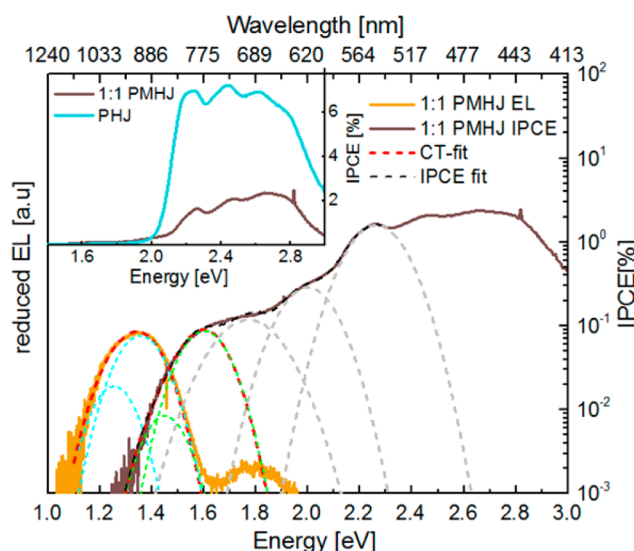 Wavelength [nm]
1240 1033 886 775 689 620 564 517 477 443 413
1:1 PMHJ
PHJ
1:1 PMHJ EL
1:1 PMHJ IPCE
CT-fit
IPCE fit
6
4
2
IPCE [%]
1.6 2.0 2.4 2.8
Energy [eV]
reduced EL [a.u]
10^2
10^1
10^0
10^-1
10^-2
10^-3
IPCE[%]
1.0 1.2 1.4 1.6 1.8 2.0 2.2 2.4 2.6 2.8 3.0
Energy [eV]